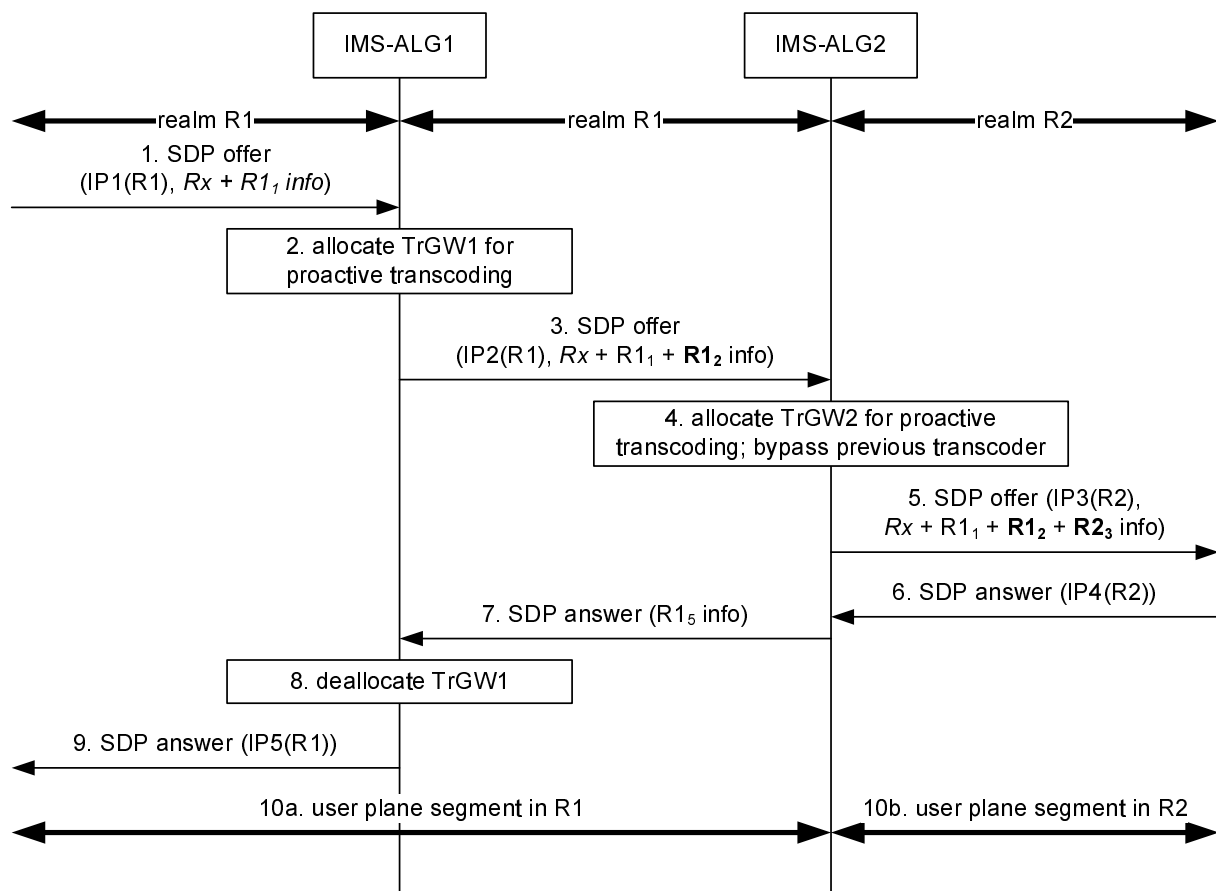 IMS-ALG1
IMS-ALG2
realm R1
realm R1
realm R2
1. SDP offer
(IP1(R1), Rx + R1₁ info)
2. allocate TrGW1 for
proactive transcoding
3. SDP offer
(IP2(R1), Rx + R1₁ + R1₂ info)
4. allocate TrGW2 for proactive
transcoding; bypass previous transcoder
5. SDP offer (IP3(R2),
Rx + R1₁ + R1₂ + R2₃ info)
6. SDP answer (IP4(R2))
7. SDP answer (R1₅ info)
8. deallocate TrGW1
9. SDP answer (IP5(R1))
10a. user plane segment in R1
10b. user plane segment in R2